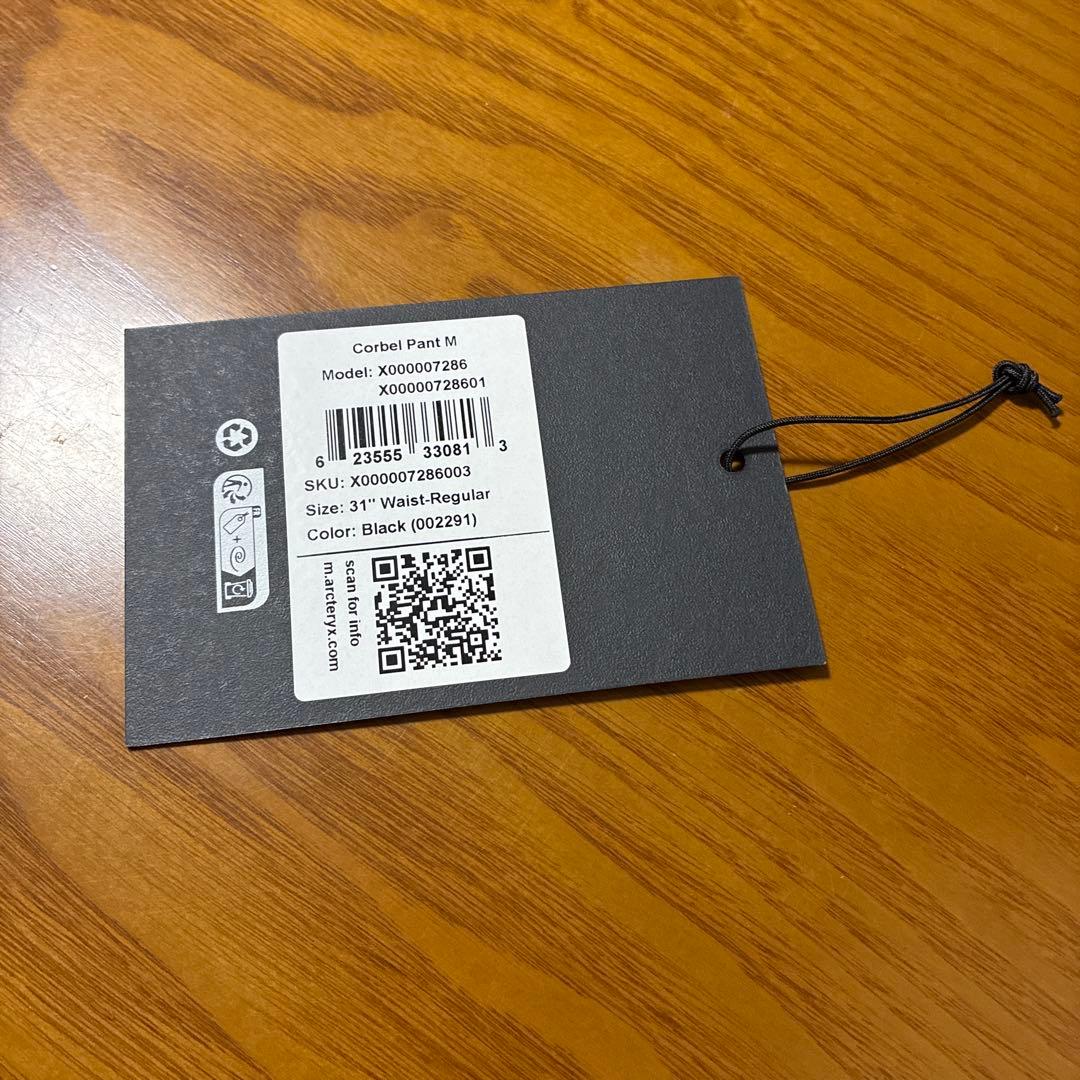 Corbel Pant M
Model: X000007286
X00000728601
6 23555 33081 3
SKU: X000007286003
Size: 31" Waist-Regular
Color: Black (002291)
scan for info
m.arcteryx.com